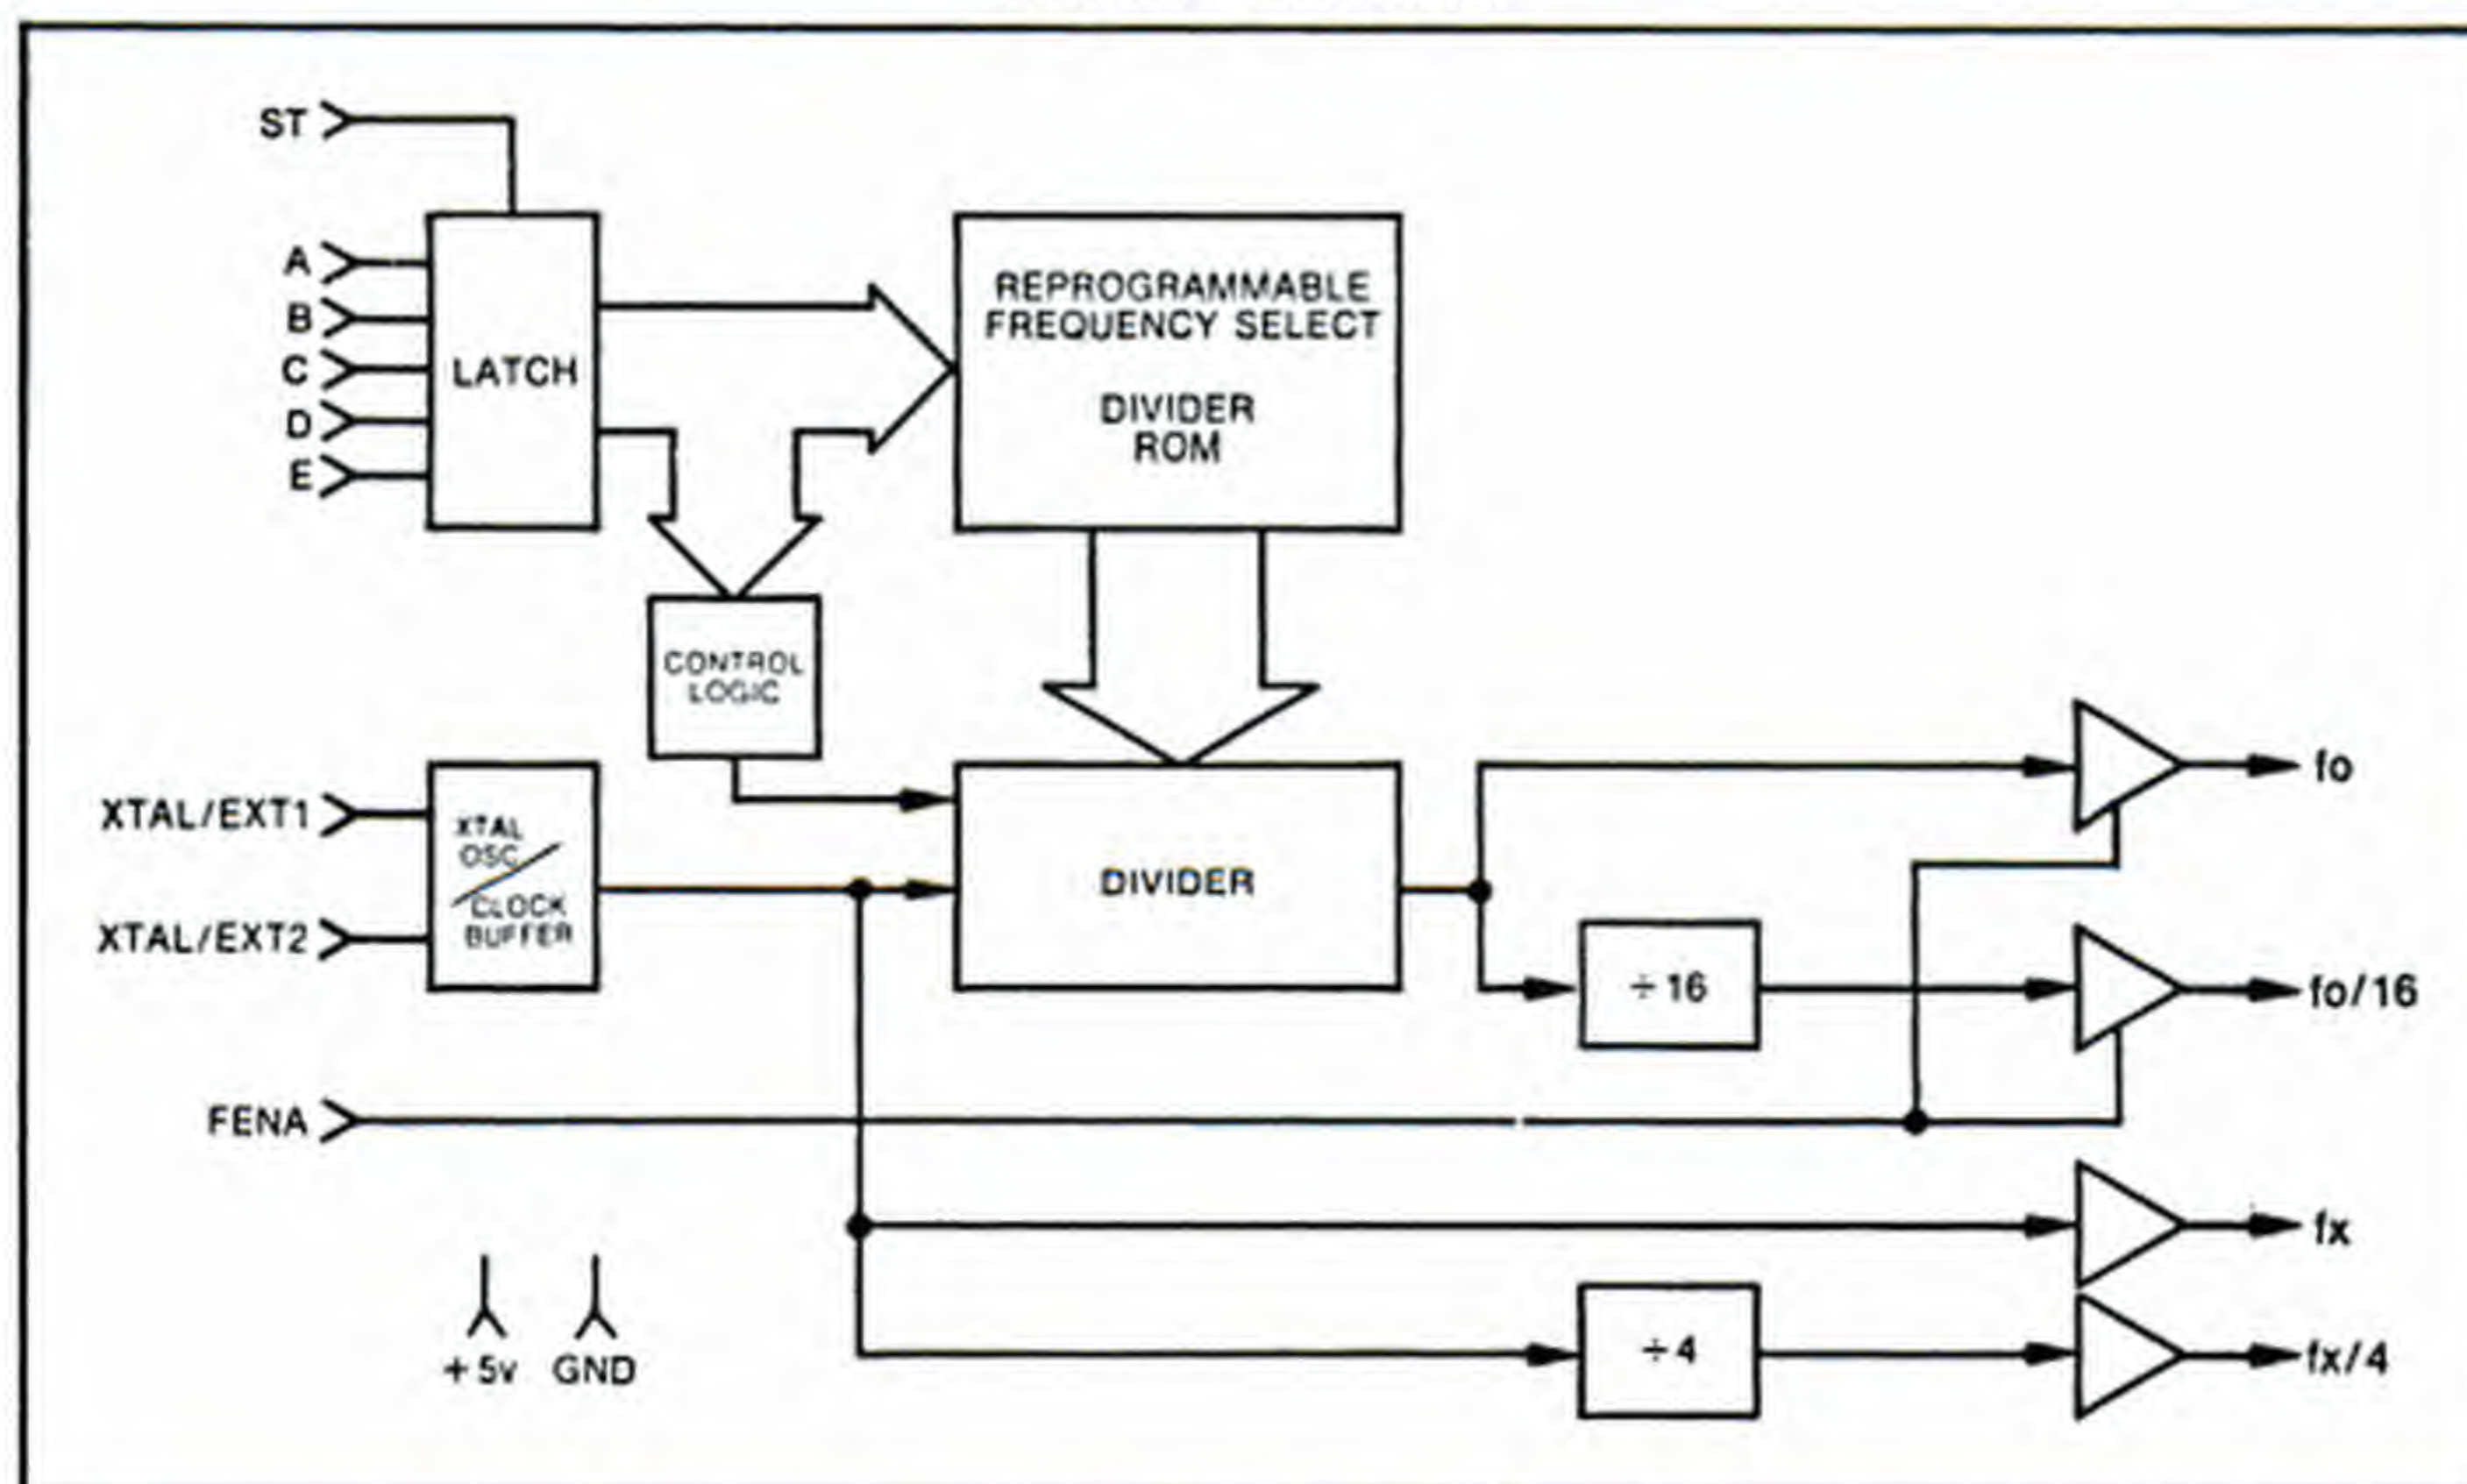 ST
A
B
C
D
E
LATCH
REPROGRAMMABLE
FREQUENCY SELECT
DIVIDER
ROM
CONTROL
LOGIC
XTAL/EXT1
XTAL/EXT2
XTAL
OSC
CLOCK
BUFFER
DIVIDER
÷ 16
fo
fo/16
FENA
fx
÷ 4
fx/4
+ 5v
GND